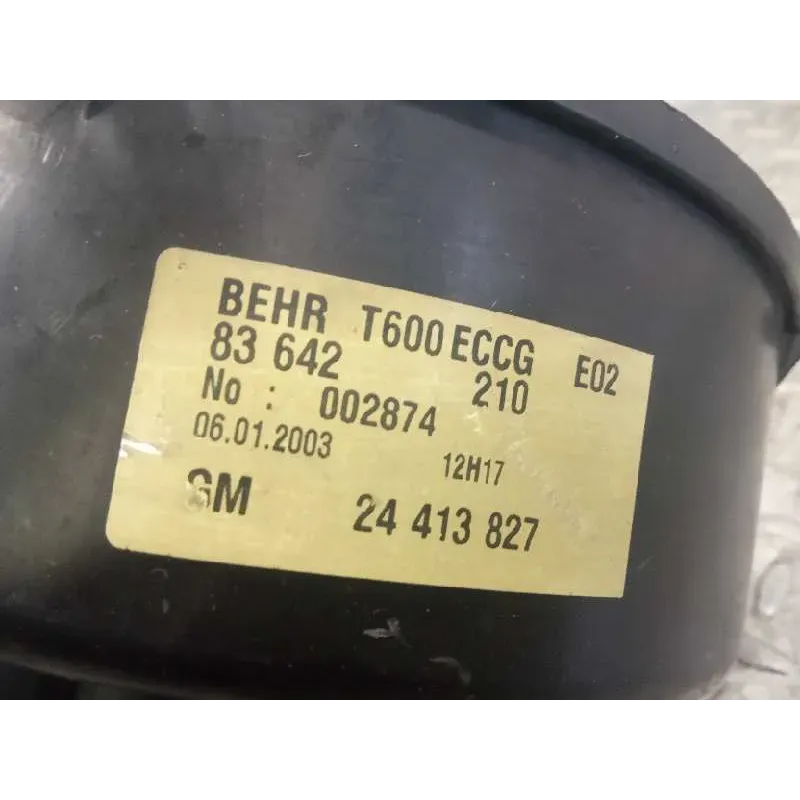 BEHR T600 ECCG E02
83 642 210
No : 002874
06.01.2003 12H17
GM 24 413 827